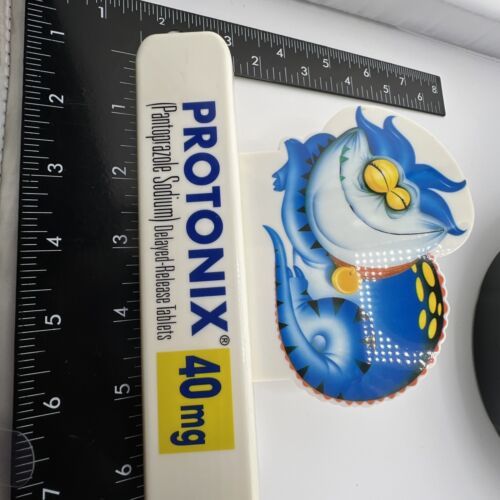 PROTONIX® 40 mg
(Pantoprazole Sodium) Delayed-Release Tablets